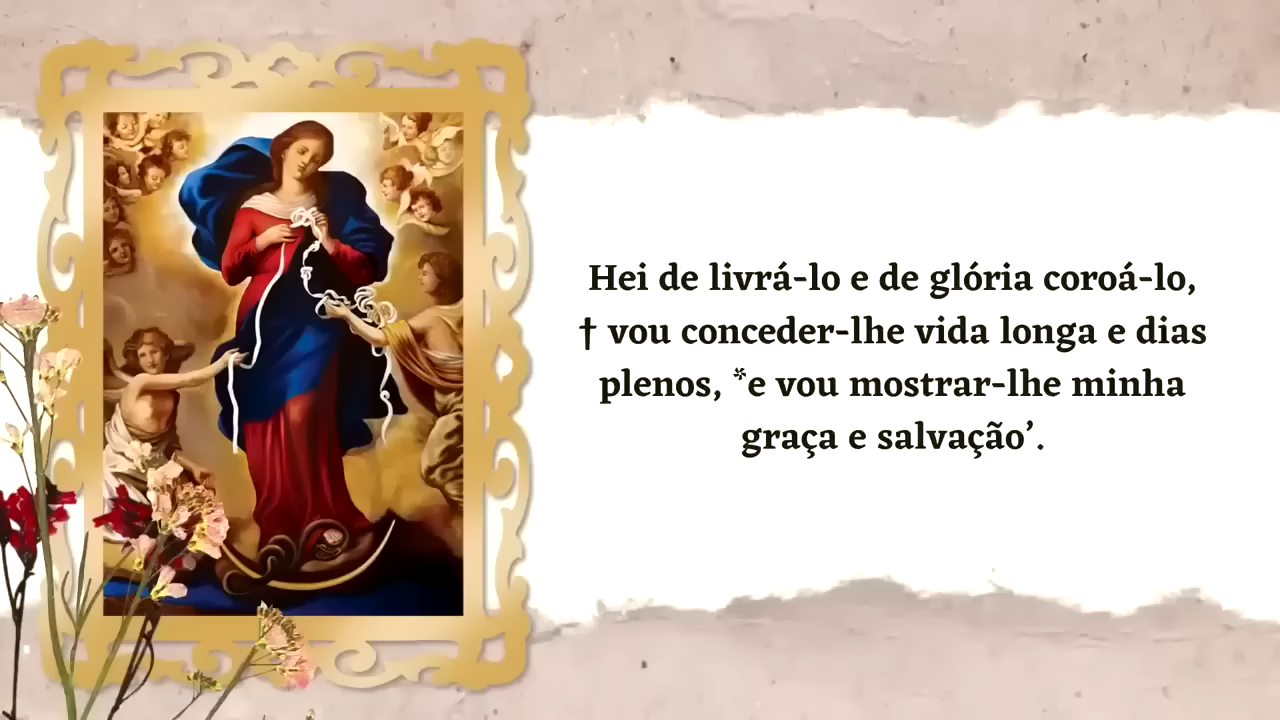 Hei de livrá-lo e de glória coroá-lo,
† vou conceder-lhe vida longa e dias
plenos, *e vou mostrar-lhe minha
graça e salvação’.